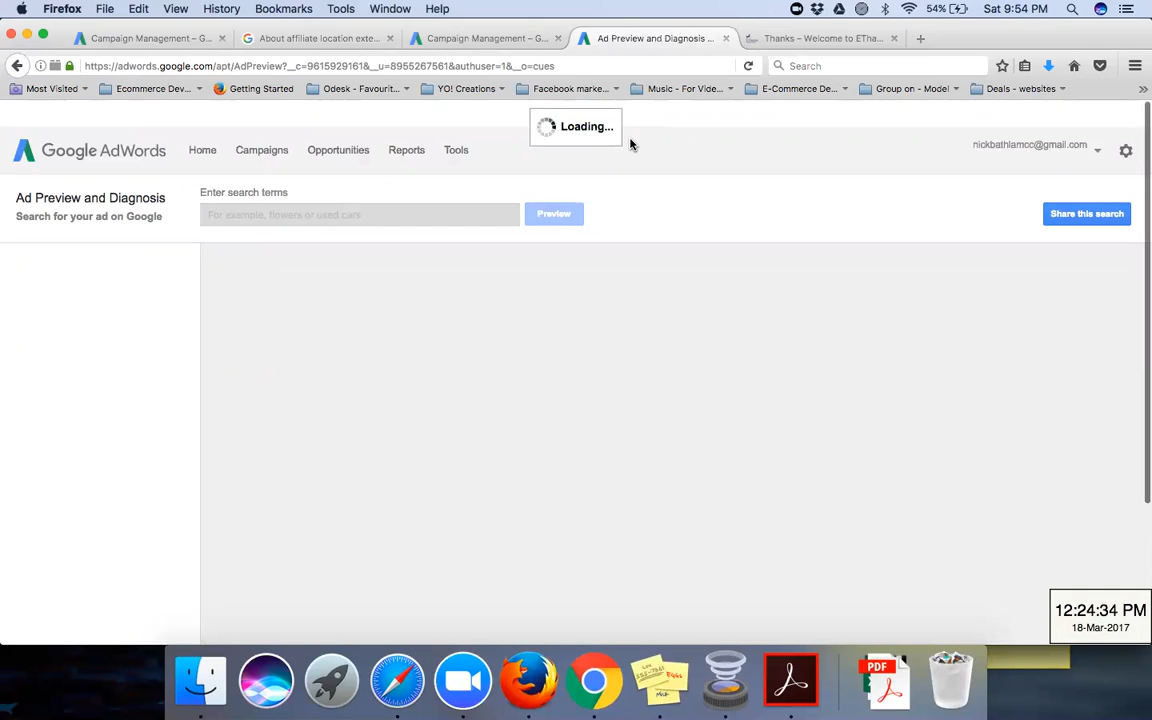 Firefox File Edit View History Bookmarks Tools Window Help 54% Sat 9:54 PM
Campaign Management – G... About affiliate location exte... Campaign Management – G... Ad Preview and Diagnosis ... Thanks – Welcome to ETha...
https://adwords.google.com/apt/AdPreview?__c=9615929161&__u=8955267561&authuser=1&__o=cues Search
Most Visited Ecommerce Dev... Getting Started Odesk - Favourit... YO! Creations Facebook marke... Music - For Vide... E-Commerce De... Group on - Model Deals - websites
Loading...
Google AdWords Home Campaigns Opportunities Reports Tools nickbathlamcc@gmail.com
Ad Preview and Diagnosis
Search for your ad on Google
Enter search terms
For example, flowers or used cars Preview Share this search
12:24:34 PM
18-Mar-2017
PDF